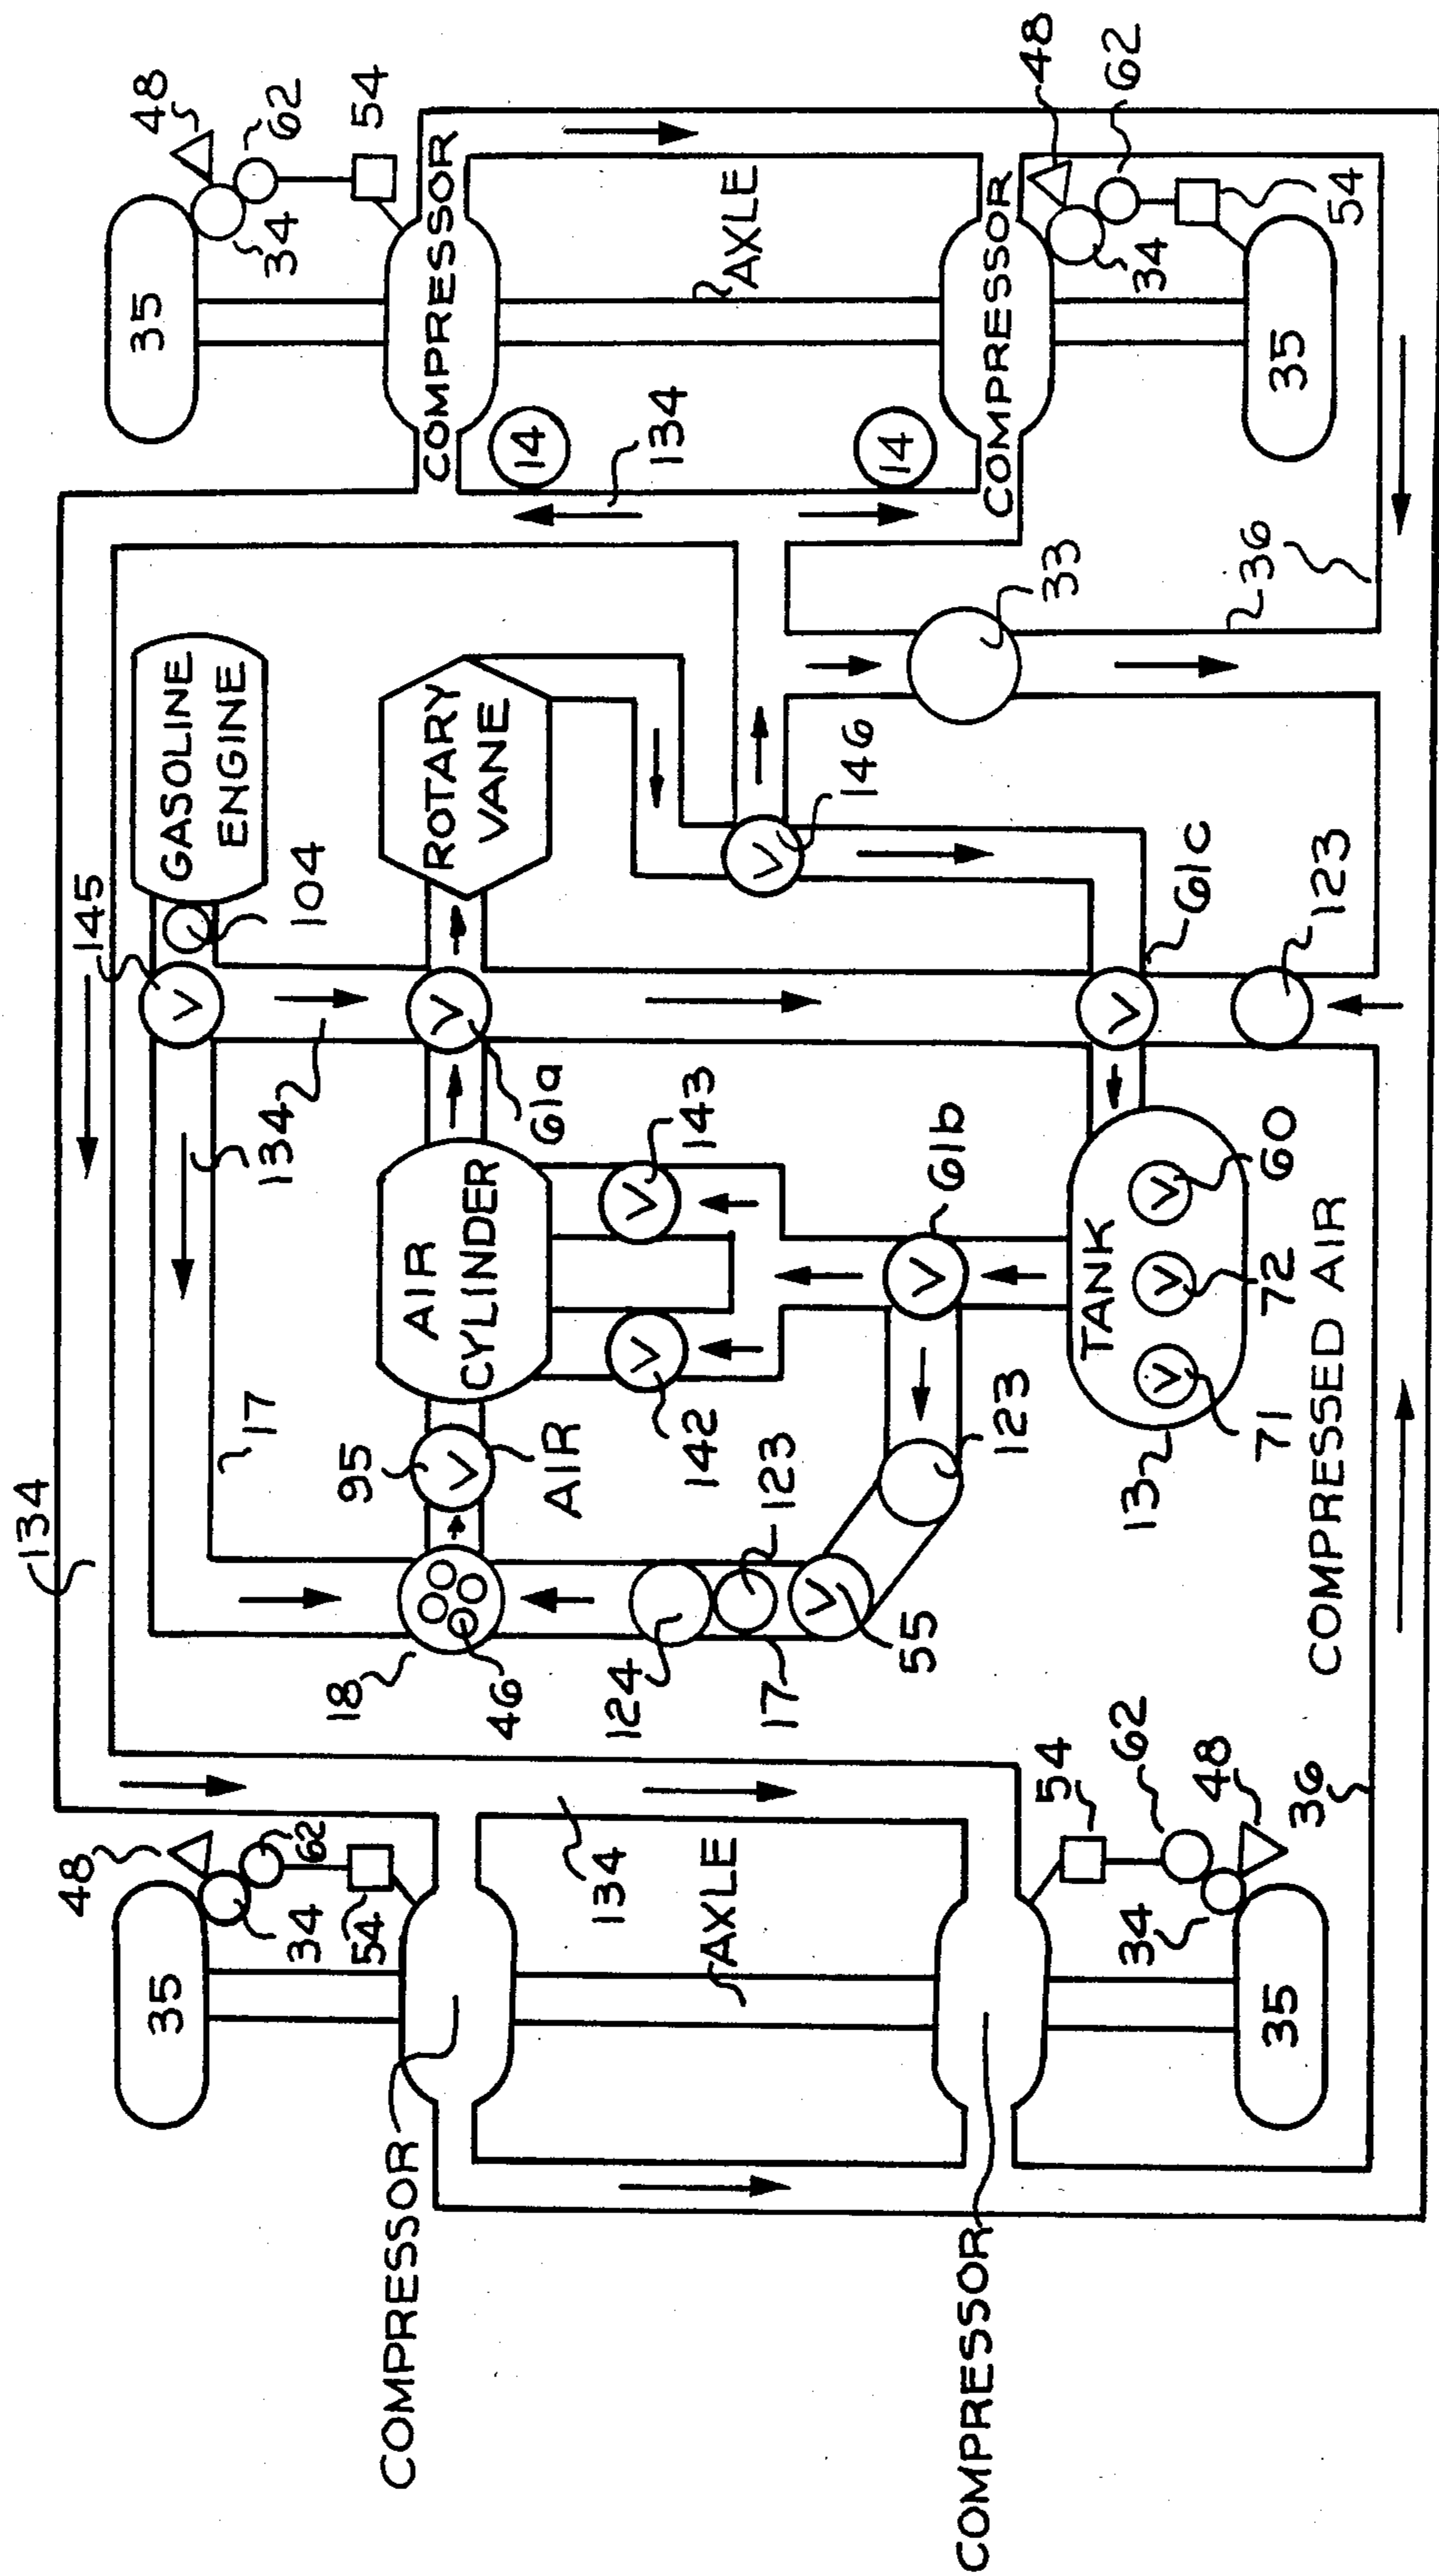 48
62
54
34
35
COMPRESSOR
AXLE
COMPRESSOR
48
62
54
34
35
14
14
134
GASOLINE
ENGINE
104
145
ROTARY
VANE
146
33
36
61c
123
134
61a
AIR
CYLINDER
143
142
61b
TANK
60
72
71
13
COMPRESSED AIR
134
17
95
AIR
18
46
124
123
17
55
123
48
62
54
34
35
134
AXLE
54
62
48
36
34
35
COMPRESSOR
COMPRESSOR